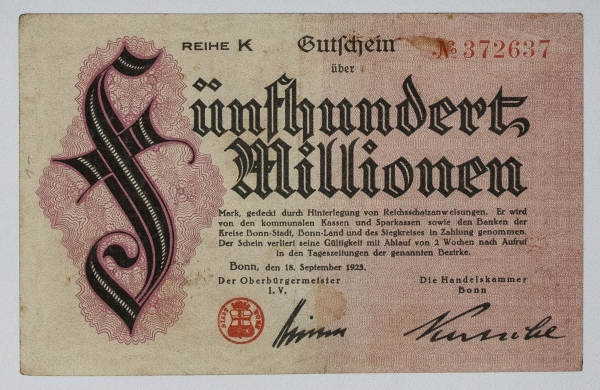 REIHE K Gutschein № 372637
über
Fünfhundert
Millionen
Mark, gedeckt durch Hinterlegung von Reichsschatzanweisungen. Er wird
von den kommunalen Kassen und Sparkassen sowie den Banken der
Kreise Bonn-Stadt, Bonn-Land und des Siegkreises in Zahlung genommen.
Der Schein verliert seine Gültigkeit mit Ablauf von 2 Wochen nach Aufruf
in den Tageszeitungen der genannten Bezirke.
Bonn, den 18. September 1923.
Der Oberbürgermeister Die Handelskammer
I. V. Bonn